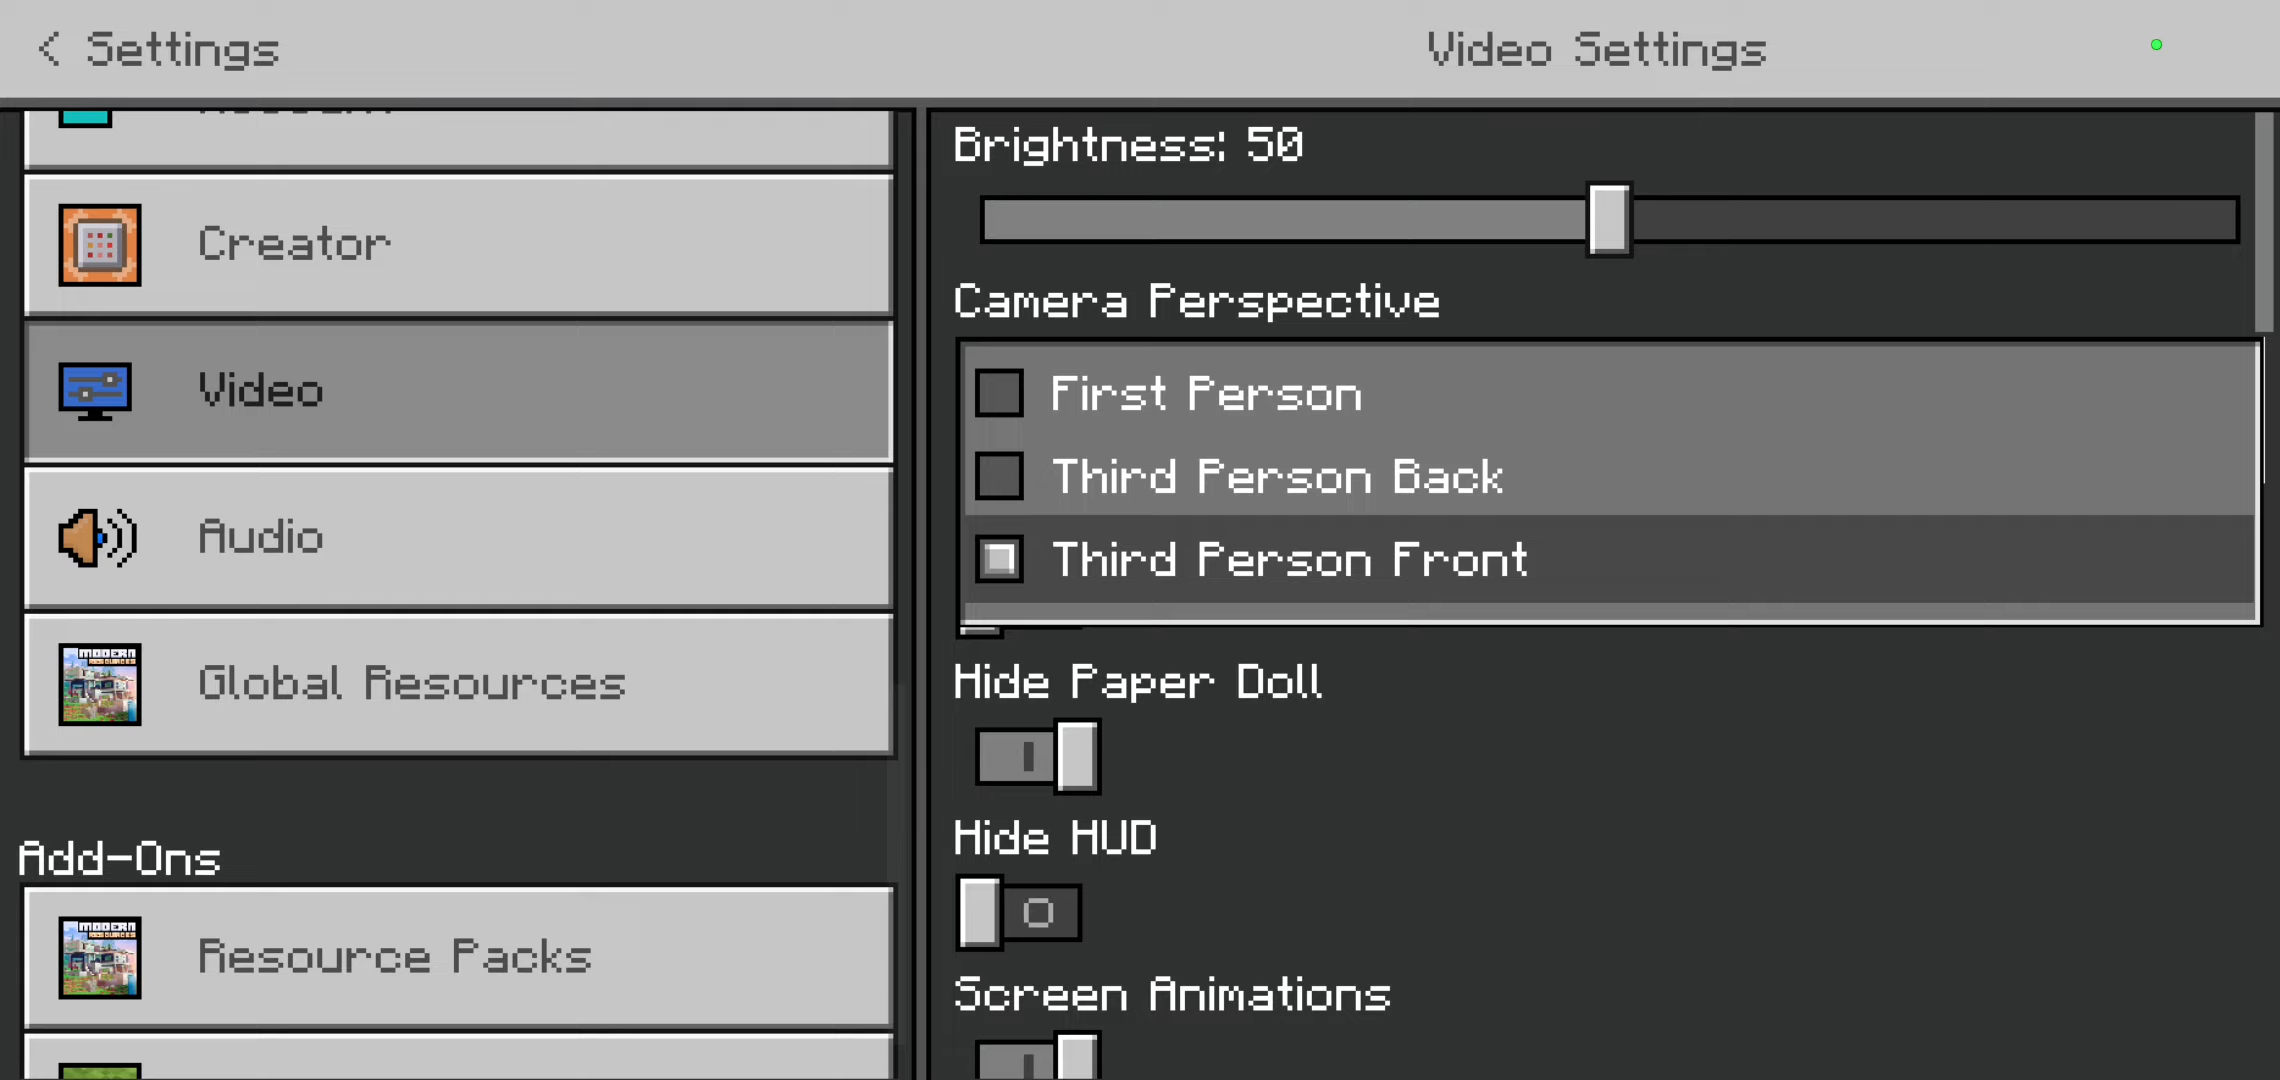 < Settings
Video Settings
Creator
Video
Audio
Global Resources
Add-Ons
Resource Packs
Brightness: 50
Camera Perspective
First Person
Third Person Back
Third Person Front
Hide Paper Doll
Hide HUD
Screen Animations